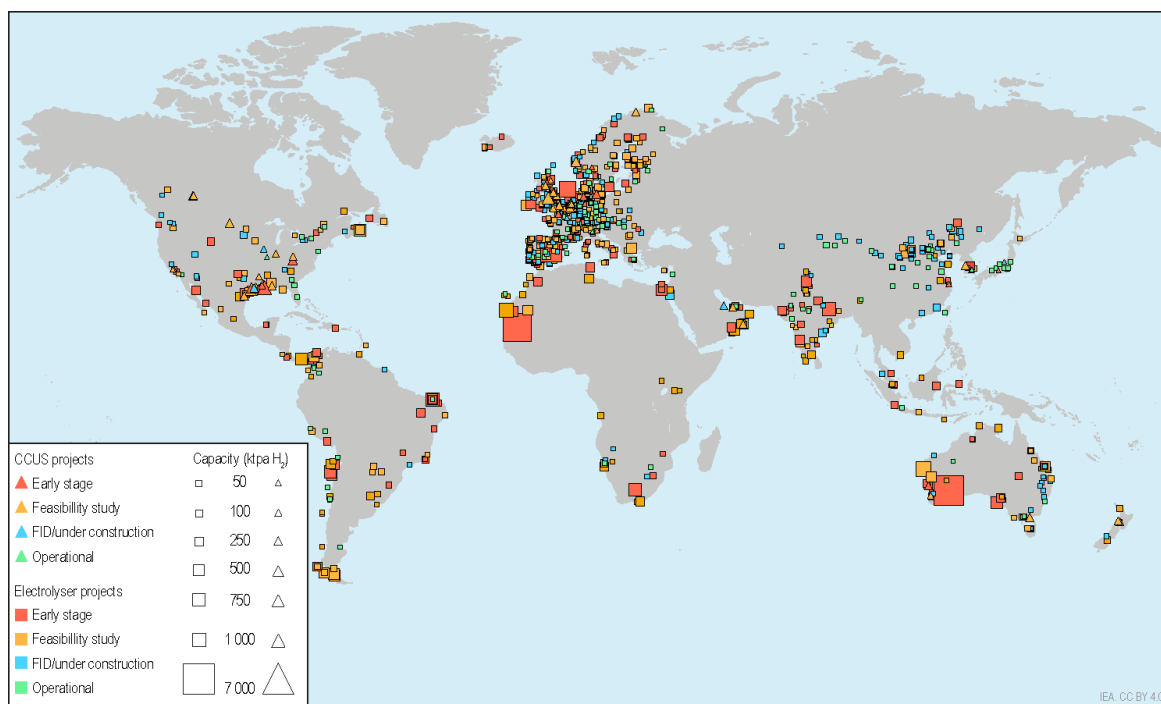 CCUS projects
Early stage
Feasibility study
FID/under construction
Operational
Electrolyser projects
Early stage
Feasibillity study
FID/under construction
Operational
Capacity (ktpa H₂)
50
100
250
500
750
1 000
7 000
IEA. CC BY 4.0